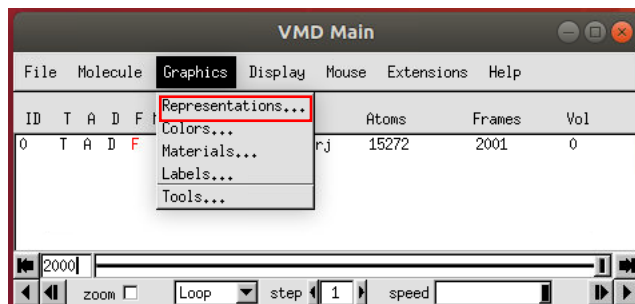 VMD Main
File Molecule Graphics Display Mouse Extensions Help
ID T A D F Atoms Frames Vol
Representations...
Colors...
Materials...
Labels...
Tools...
0 T A D F rj 15272 2001 0
2000
zoom Loop step 1 speed